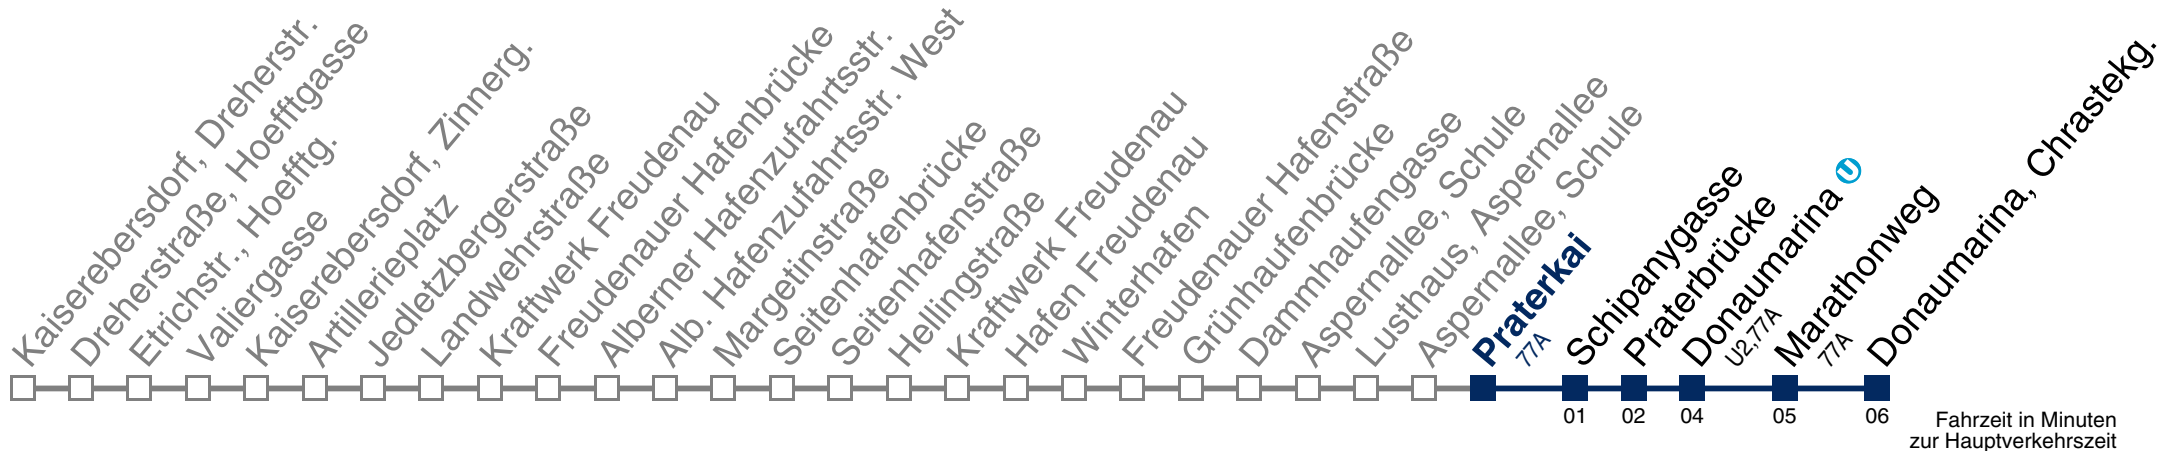 Kaiserebersdorf, Dreherstr.
Dreherstraße, Hoefftgasse
Etrichstr., Hoefftg.
Valiergasse
Kaiserebersdorf, Zinnerg.
Artillerieplatz
Jedletzbergerstraße
Landwehrstraße
Kraftwerk Freudenau
Freudenauer Hafenbrücke
Alberner Hafenzufahrtsstr.
Alb. Hafenzufahrtsstr. West
Margetinstraße
Seitenhafenbrücke
Seitenhafenstraße
Hellingstraße
Kraftwerk Freudenau
Hafen Freudenau
Winterhafen
Freudenauer Hafenstraße
Grünhaufenbrücke
Dammhaufengasse
Aspernallee, Schule
Lusthaus, Aspernallee
Aspernallee, Schule
Praterkai
77A
Schipanygasse
Praterbrücke
Donaumarina U
U2,77A
Marathonweg
77A
Donaumarina, Chrastekg.
01 02 04 05 06
Fahrzeit in Minuten
zur Hauptverkehrszeit